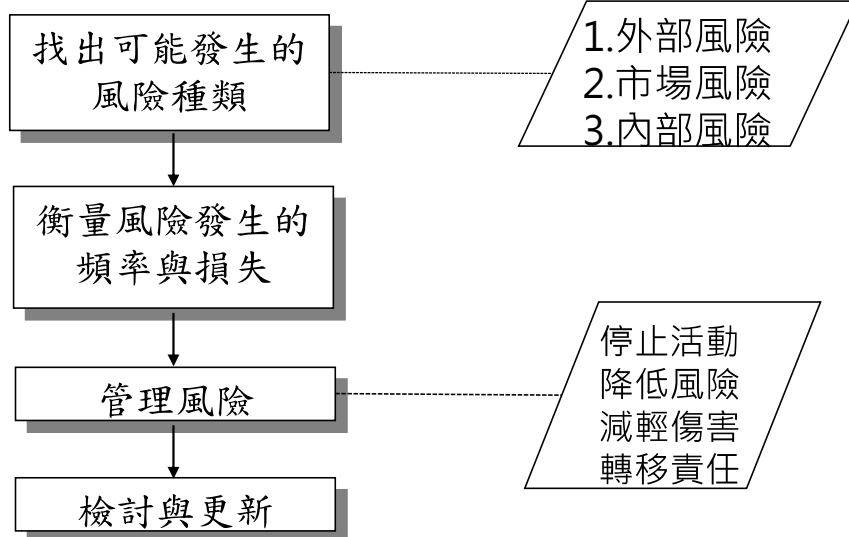 找出可能發生的
風險種類
1.外部風險
2.市場風險
3.內部風險
衡量風險發生的
頻率與損失
管理風險
停止活動
降低風險
減輕傷害
轉移責任
檢討與更新